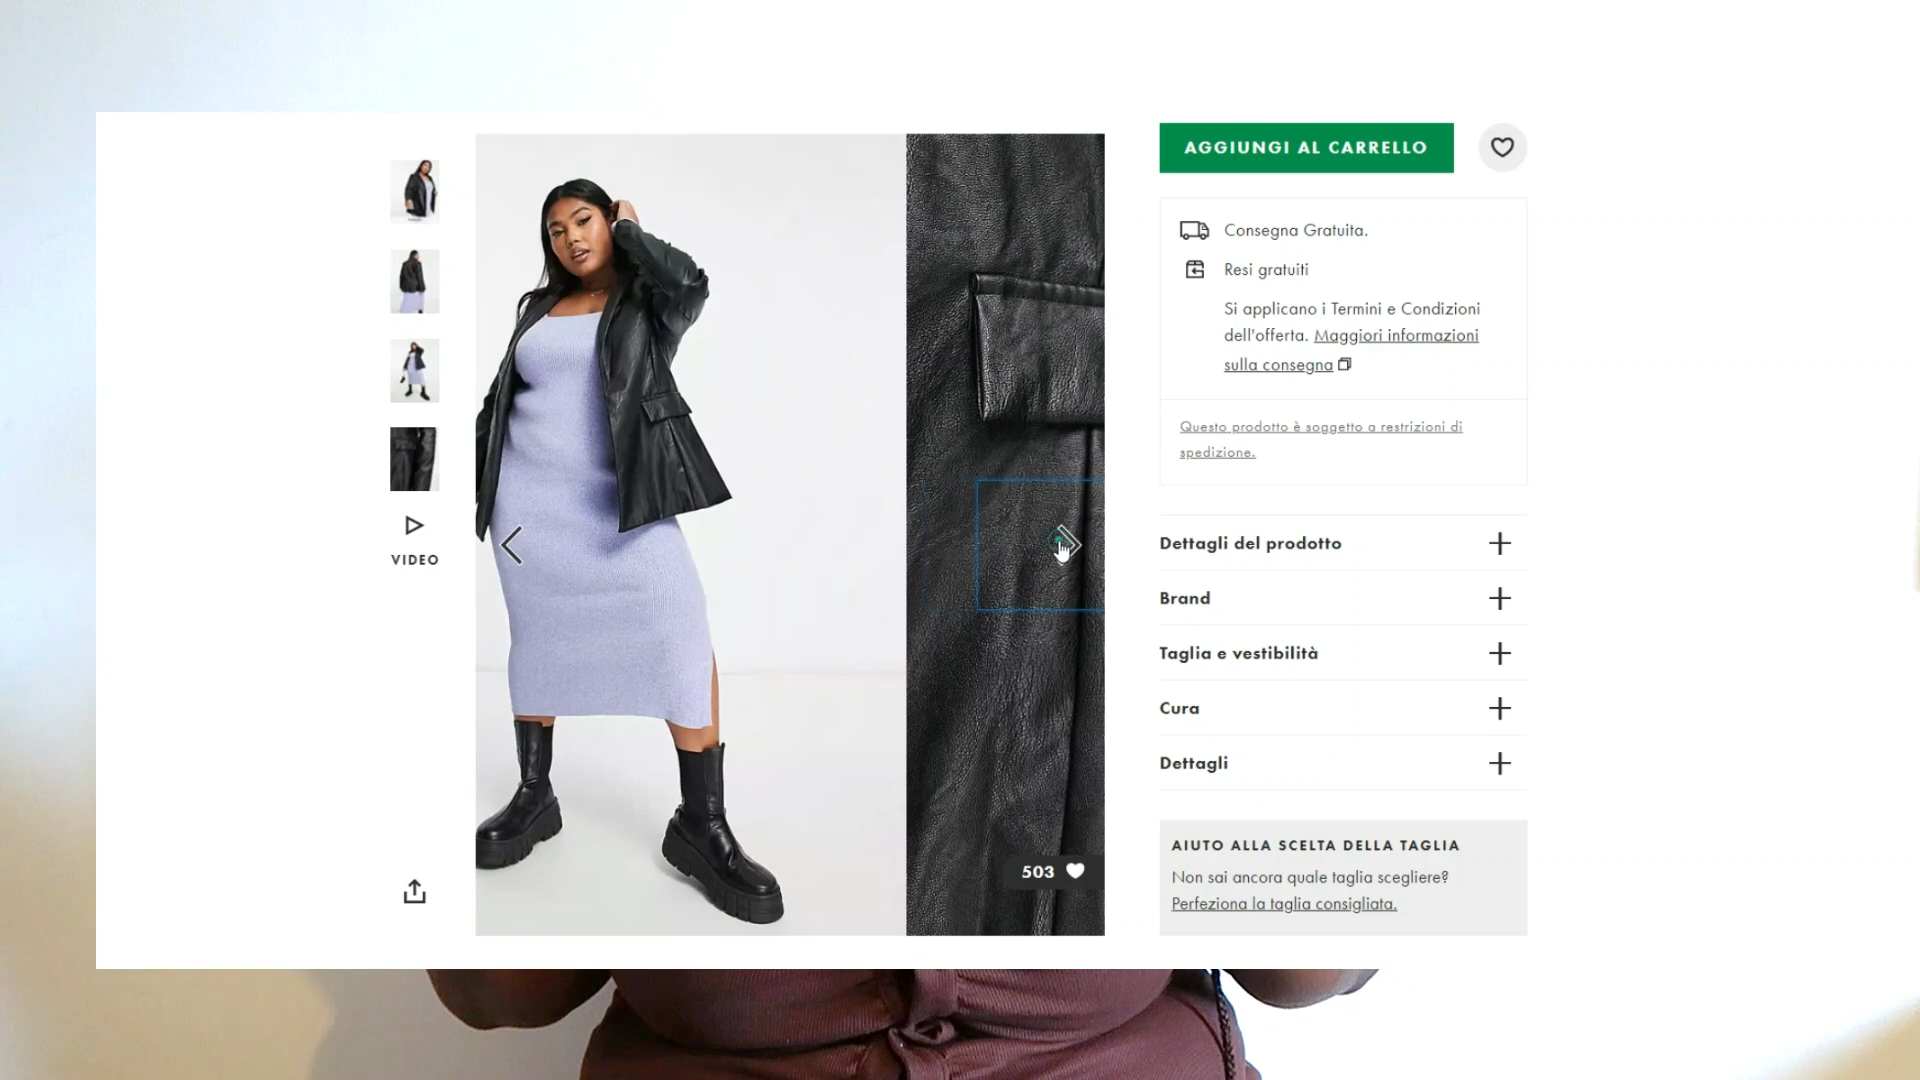 AGGIUNGI AL CARRELLO
Consegna Gratuita.
Resi gratuiti
Si applicano i Termini e Condizioni
dell'offerta. Maggiori informazioni
sulla consegna
Questo prodotto è soggetto a restrizioni di
spedizione.
VIDEO
Dettagli del prodotto
Brand
Taglia e vestibilità
Cura
Dettagli
503
AIUTO ALLA SCELTA DELLA TAGLIA
Non sai ancora quale taglia scegliere?
Perfeziona la taglia consigliata.